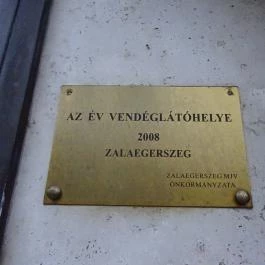 AZ ÉV VENDÉGLÁTÓHELYE
2008
ZALAEGERSZEG
ZALAEGERSZEG MJV
ÖNKORMÁNYZATA